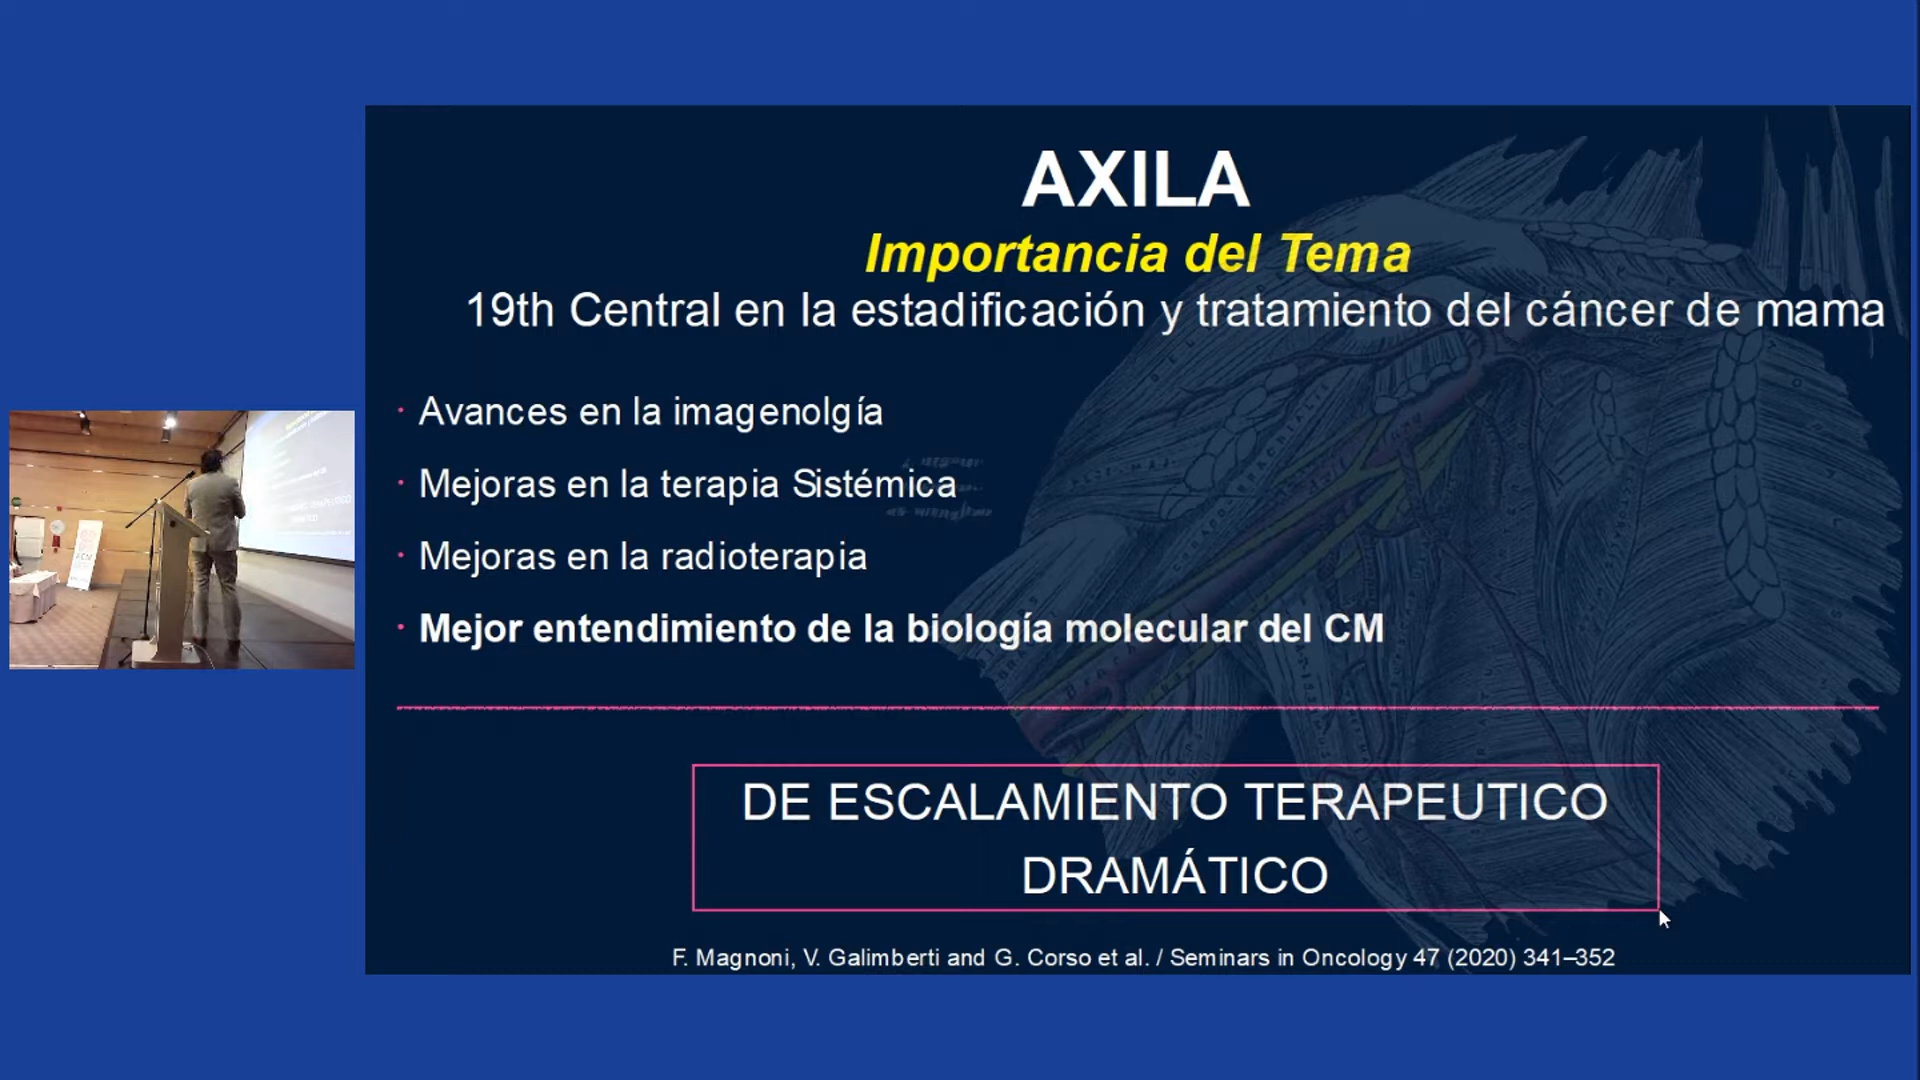 AXILA
Importancia del Tema
19th Central en la estadificación y tratamiento del cáncer de mama
· Avances en la imagenolgía
· Mejoras en la terapia Sistémica
· Mejoras en la radioterapia
· Mejor entendimiento de la biología molecular del CM
DE ESCALAMIENTO TERAPEUTICO
DRAMÁTICO
F. Magnoni, V. Galimberti and G. Corso et al. / Seminars in Oncology 47 (2020) 341–352